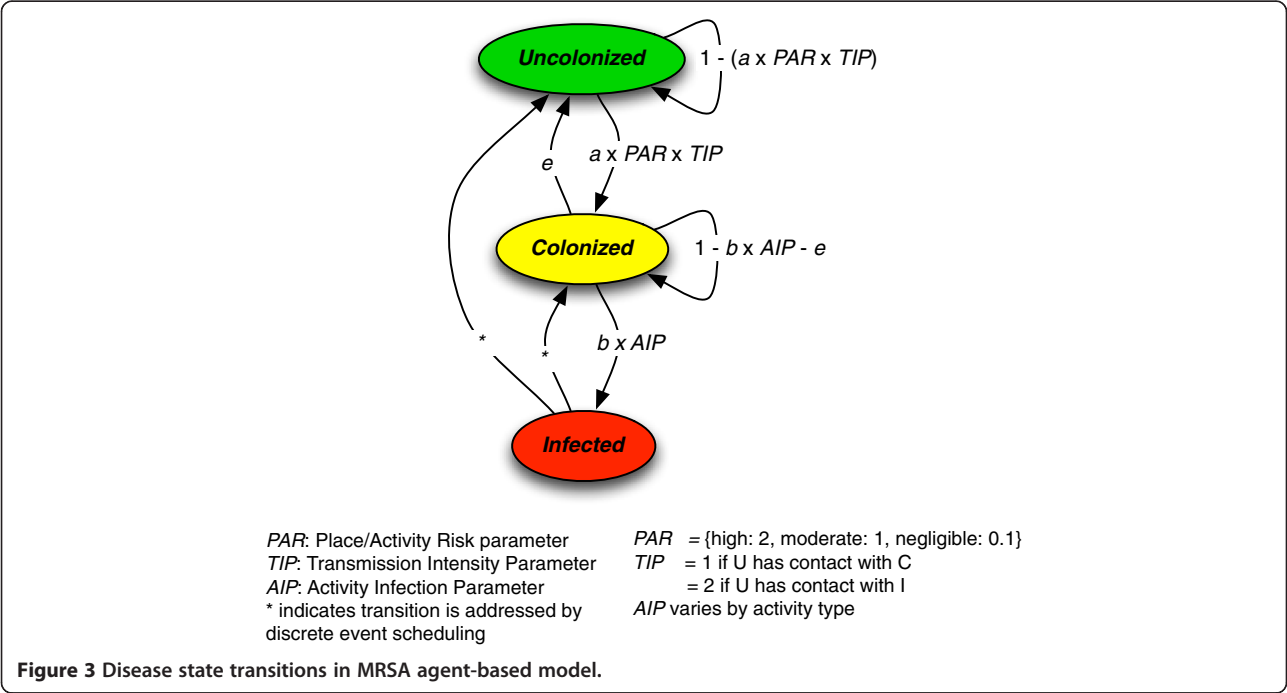 Uncolonized
1 - (a x PAR x TIP)
e
a x PAR x TIP
Colonized
1 - b x AIP - e
*
*
b x AIP
Infected
PAR: Place/Activity Risk parameter
TIP: Transmission Intensity Parameter
AIP: Activity Infection Parameter
* indicates transition is addressed by
discrete event scheduling
PAR = {high: 2, moderate: 1, negligible: 0.1}
TIP = 1 if U has contact with C
= 2 if U has contact with I
AIP varies by activity type
Figure 3 Disease state transitions in MRSA agent-based model.